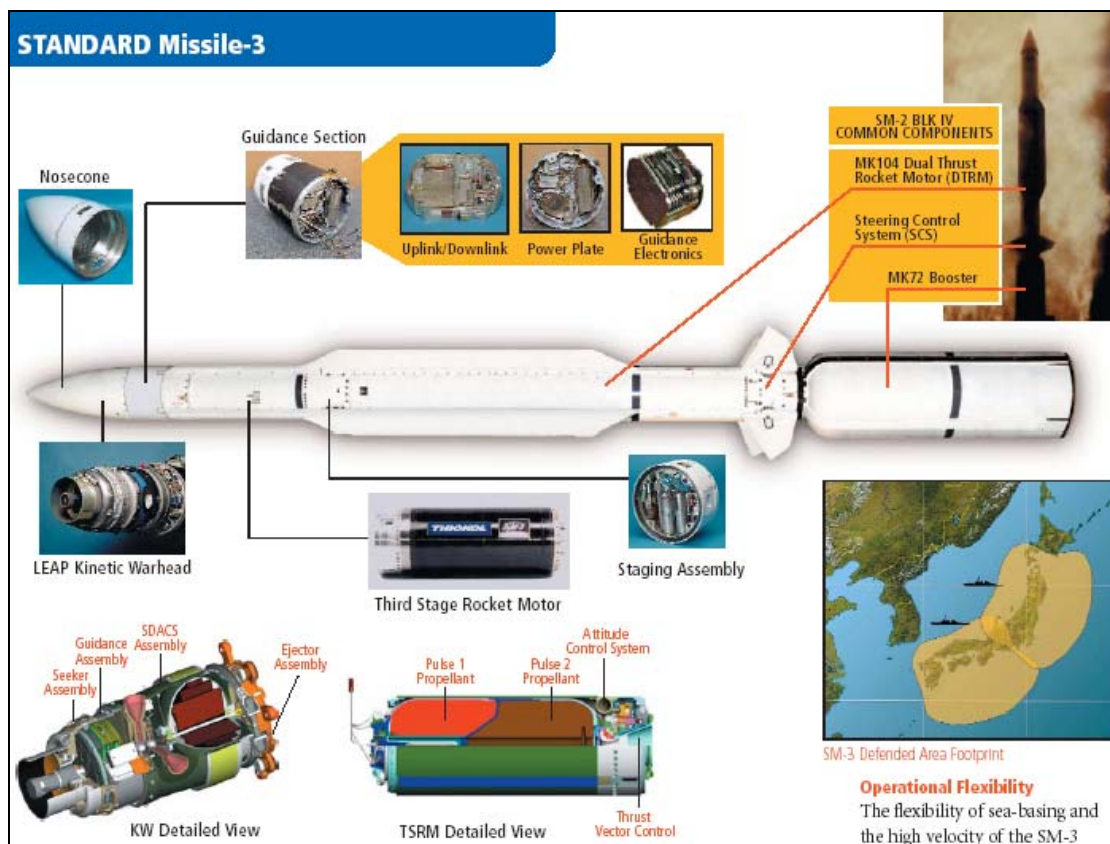 STANDARD Missile-3
SM-2 BLK IV
COMMON COMPONENTS
MK104 Dual Thrust
Rocket Motor (DTRM)
Steering Control
System (SCS)
MK72 Booster
Guidance Section
Nosecone
Uplink/Downlink
Power Plate
Guidance
Electronics
LEAP Kinetic Warhead
THIOKOL
Third Stage Rocket Motor
Staging Assembly
SDACS
Assembly
Guidance
Assembly
Seeker
Assembly
Ejector
Assembly
KW Detailed View
Pulse 1
Propellant
Pulse 2
Propellant
Attitude
Control System
Thrust
Vector Control
TSRM Detailed View
SM-3 Defended Area Footprint
Operational Flexibility
The flexibility of sea-basing and
the high velocity of the SM-3